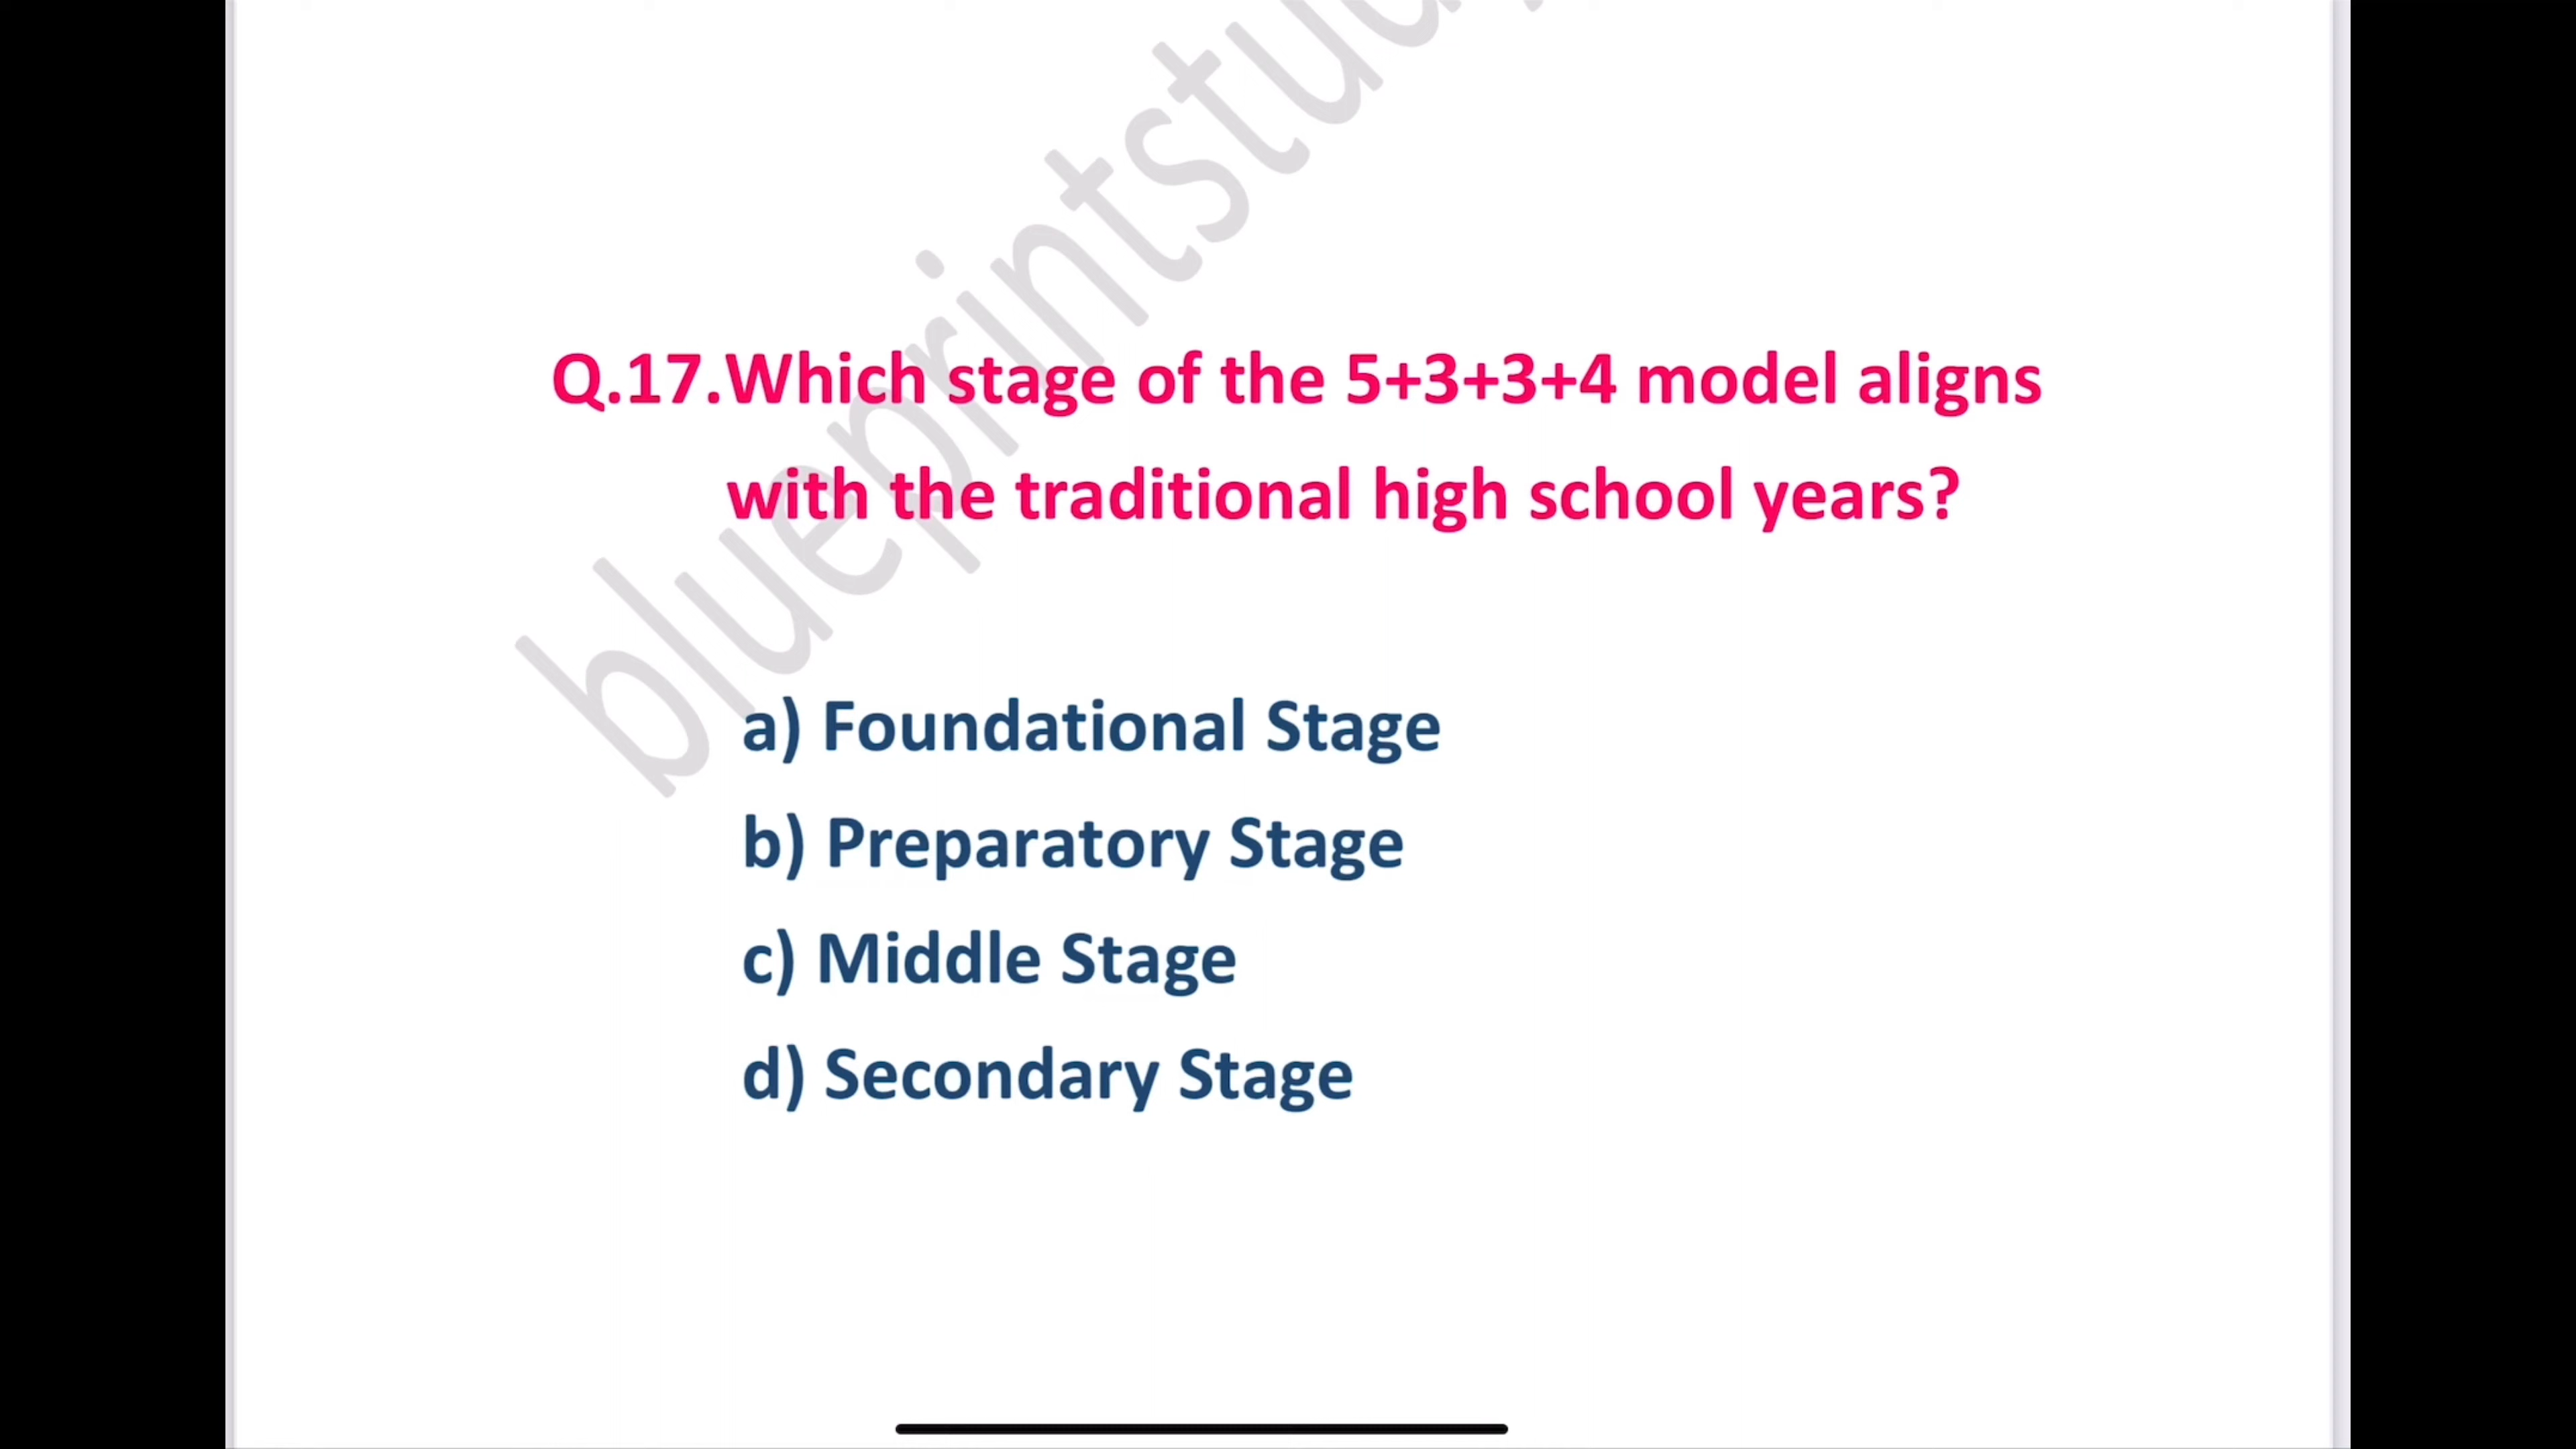 blueprintstudy
Q.17.Which stage of the 5+3+3+4 model aligns
with the traditional high school years?
a) Foundational Stage
b) Preparatory Stage
c) Middle Stage
d) Secondary Stage